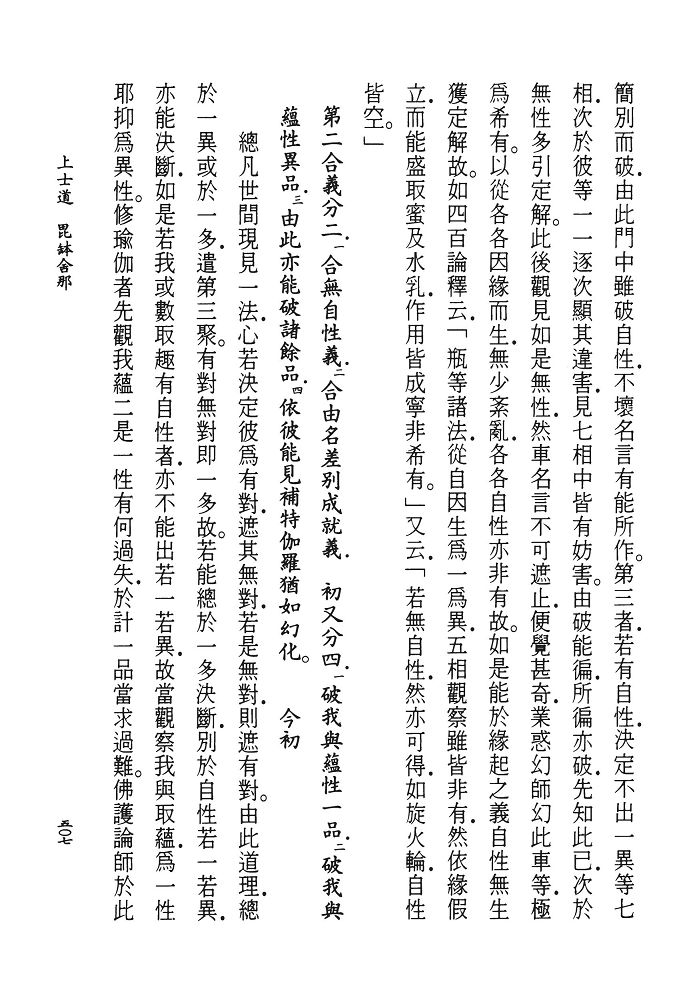 簡別而破．由此門中雖破自性．不壞名言有能所作。第三者．若有自性．決定不出一異等七
相．次於彼等一一逐次顯其違害．見七相中皆有妨害。由破能徧．所徧亦破．先知此已．次於
無性多引定解。此後觀見如是無性．然車名言不可遮止．便覺甚奇．業惑幻師幻此車等．極
爲希有。以從各各因緣而生．無少紊亂．各各自性亦非有故。如是能於緣起之義自性無生
獲定解故。如四百論釋云．「瓶等諸法．從自因生爲一爲異．五相觀察雖皆非有．然依緣假
立．而能盛取蜜及水乳．作用皆成．寧非希有。」又云．「若無自性．然亦可得．如旋火輪．自性
皆空。」
第二合義分二．一合無自性義．二合由名差別成就義　初又分四．一破我與蘊性一品．二破我與
蘊性異品．三由此亦能破諸餘品．四依彼能見補特伽羅猶如幻化。　今初
總凡世間現見一法．心若決定彼爲有對．遮其無對．若是無對．則遮有對。由此道理．總
於一異或於一多．遣第三聚。有對無對即一多故。若能總於一多決斷．別於自性若一若異．
亦能決斷．如是若我或數取趣有自性者．亦不能出若一若異．故當觀察我與取蘊．爲一性
耶抑爲異性。修瑜伽者先觀我蘊二是一性有何過失．於計一品當求過難。佛護論師於此
上士道　毘鉢舍那
五〇七